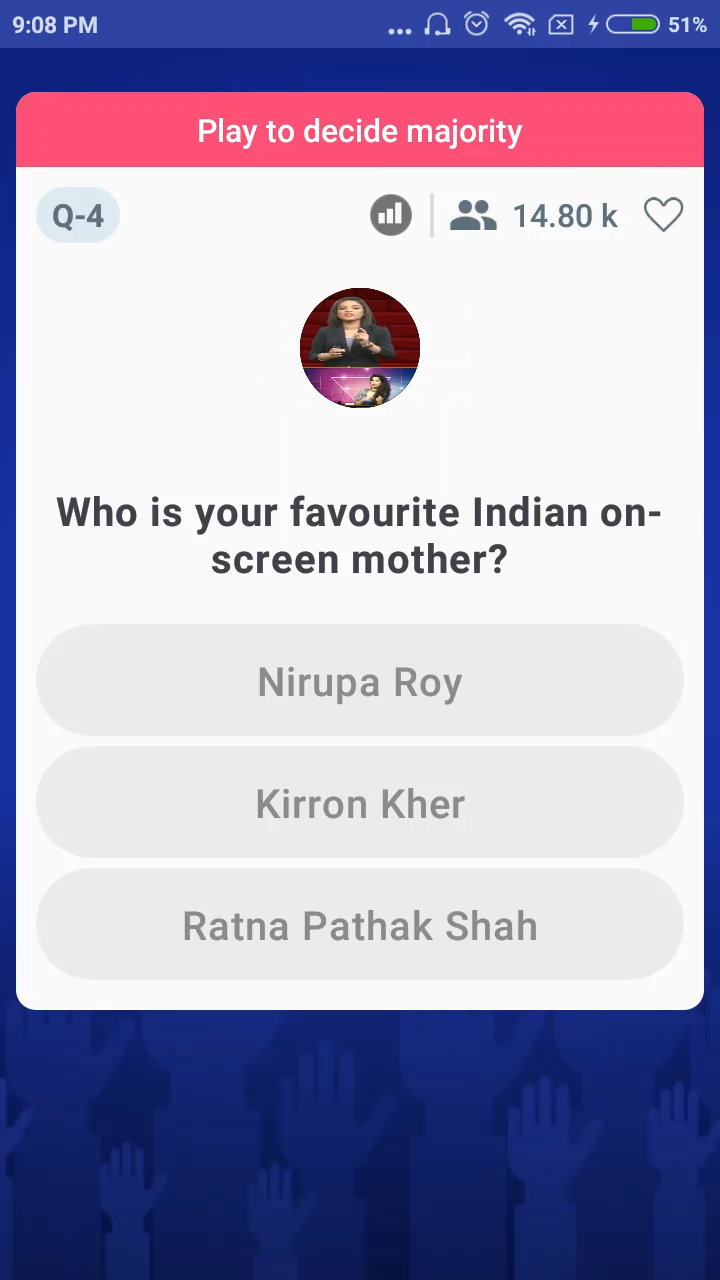 9:08 PM
51%
Play to decide majority
Q-4
14.80 k
Who is your favourite Indian on-
screen mother?
Nirupa Roy
Kirron Kher
Ratna Pathak Shah